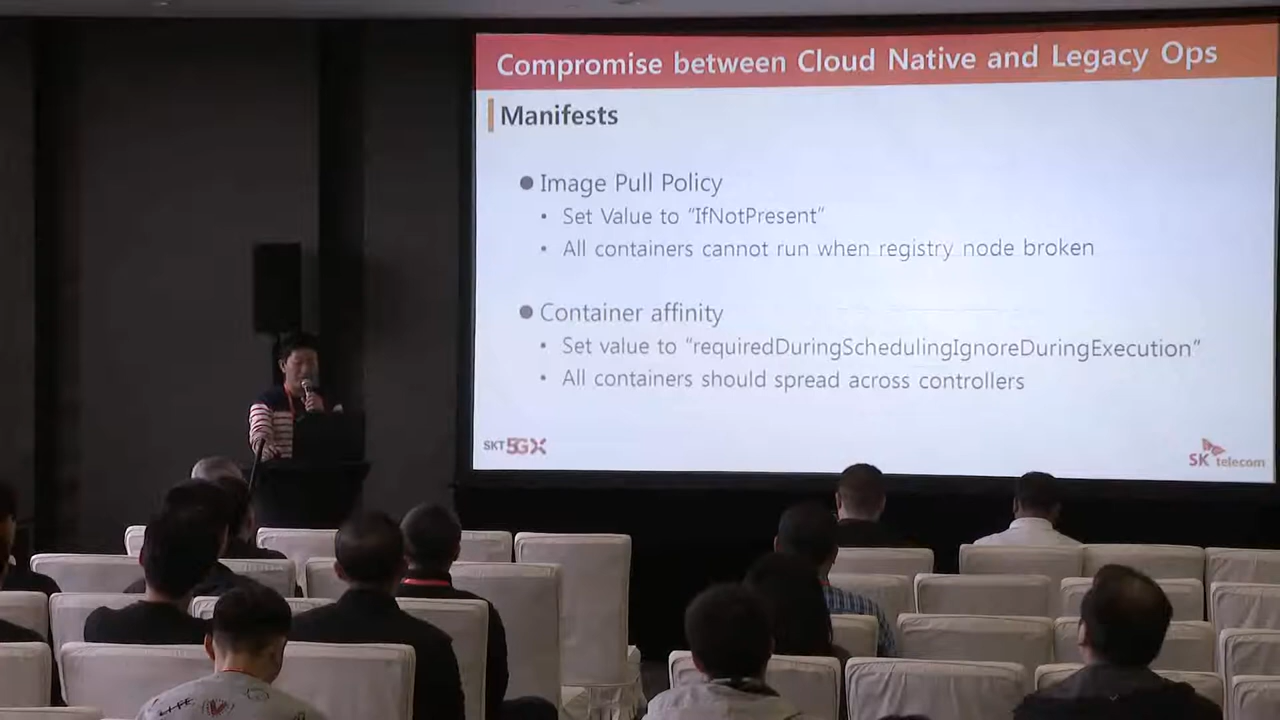 Compromise between Cloud Native and Legacy Ops
Manifests
● Image Pull Policy
• Set Value to “IfNotPresent”
• All containers cannot run when registry node broken
● Container affinity
• Set value to “requiredDuringSchedulingIgnoreDuringExecution”
• All containers should spread across controllers
SKT 5GX
SK telecom
LIFE